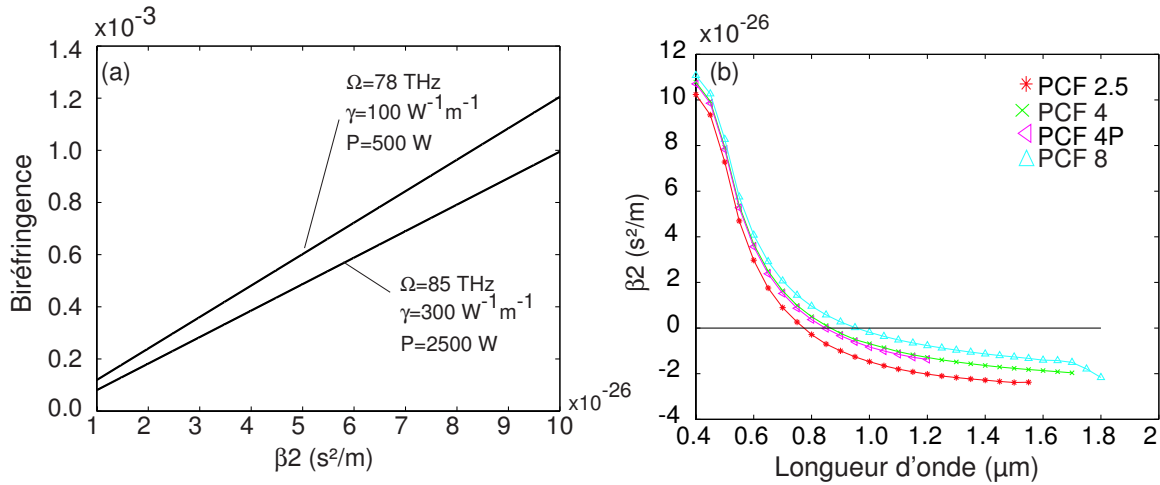 x10⁻³
1.4
1.2
1.0
0.8
0.6
0.4
0.2
0.0
Biréfringence
(a)
Ω=78 THz
γ=100 W⁻¹m⁻¹
P=500 W
Ω=85 THz
γ=300 W⁻¹m⁻¹
P=2500 W
1 2 3 4 5 6 7 8 9 10
x10⁻²⁶
β2 (s²/m)
x10⁻²⁶
12
10
8
6
4
2
0
-2
-4
β2 (s²/m)
(b)
PCF 2.5
PCF 4
PCF 4P
PCF 8
0.4 0.6 0.8 1.0 1.2 1.4 1.6 1.8 2
Longueur d'onde (μm)